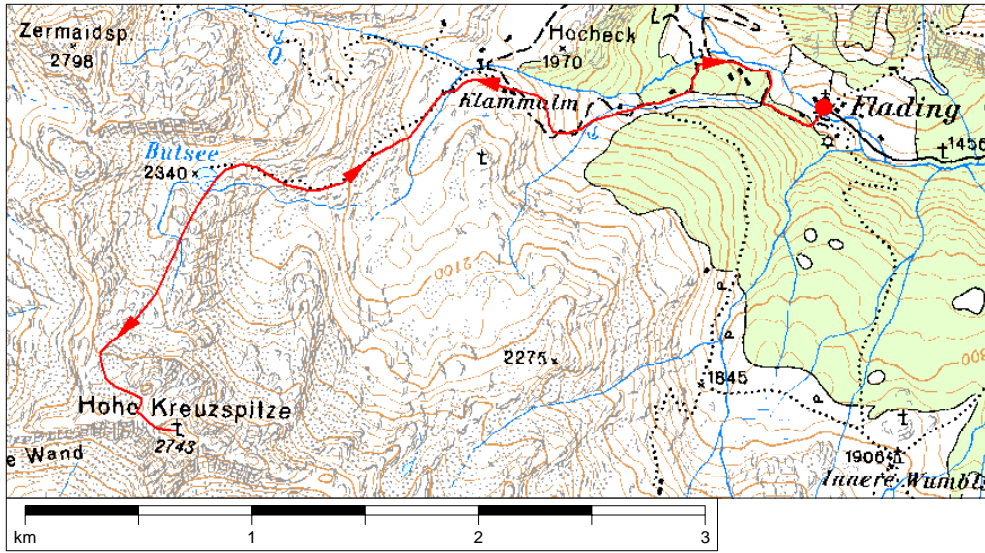 Zermaidsp.
2798
Q
Hocheck
1970
Klammalm
Flading
1456
Butsee
2340
2100
2275
1845
P
P
P
Hohe Kreuzspitze
2743
e Wand
1906
Innere Wumbls
km
1
2
3